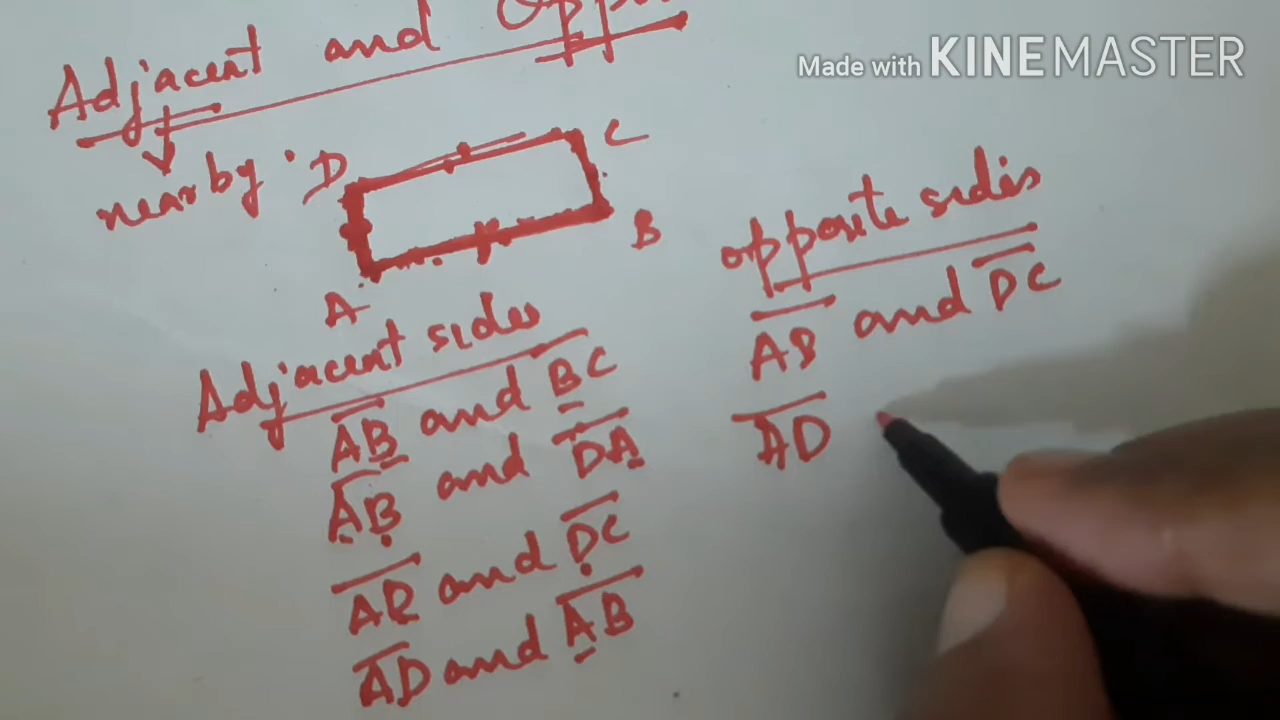 Made with KINEMASTER
Adjacent and
nearby
D
C
B
A
Adjacent sides
AB and BC
AB and DA
and DC
AD and AB
opposite sides
AB and DC
AD